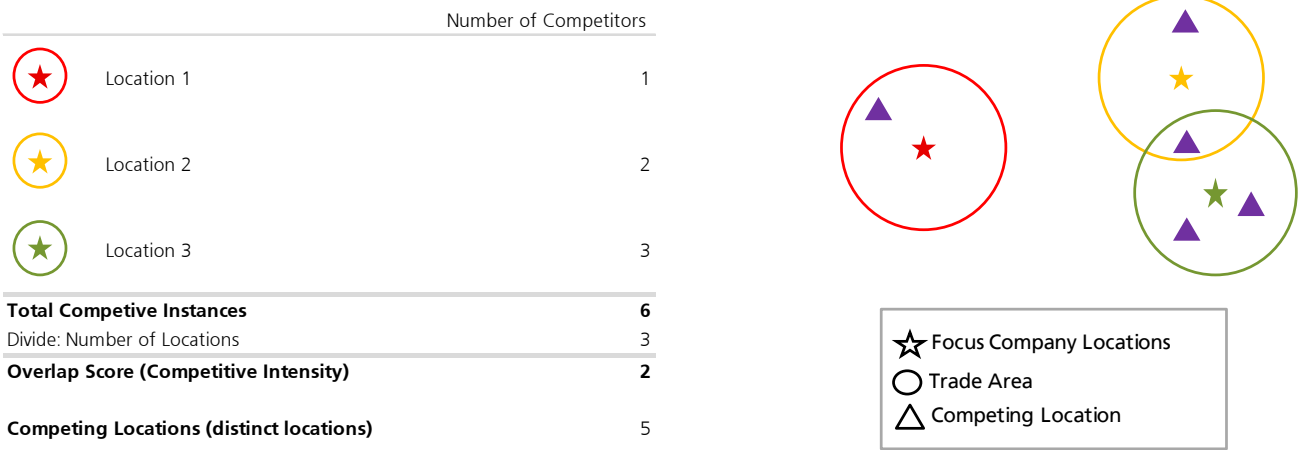 Number of Competitors
Location 1 1
Location 2 2
Location 3 3
Total Competive Instances 6
Divide: Number of Locations 3
Overlap Score (Competitive Intensity) 2
Competing Locations (distinct locations) 5
Focus Company Locations
Trade Area
Competing Location